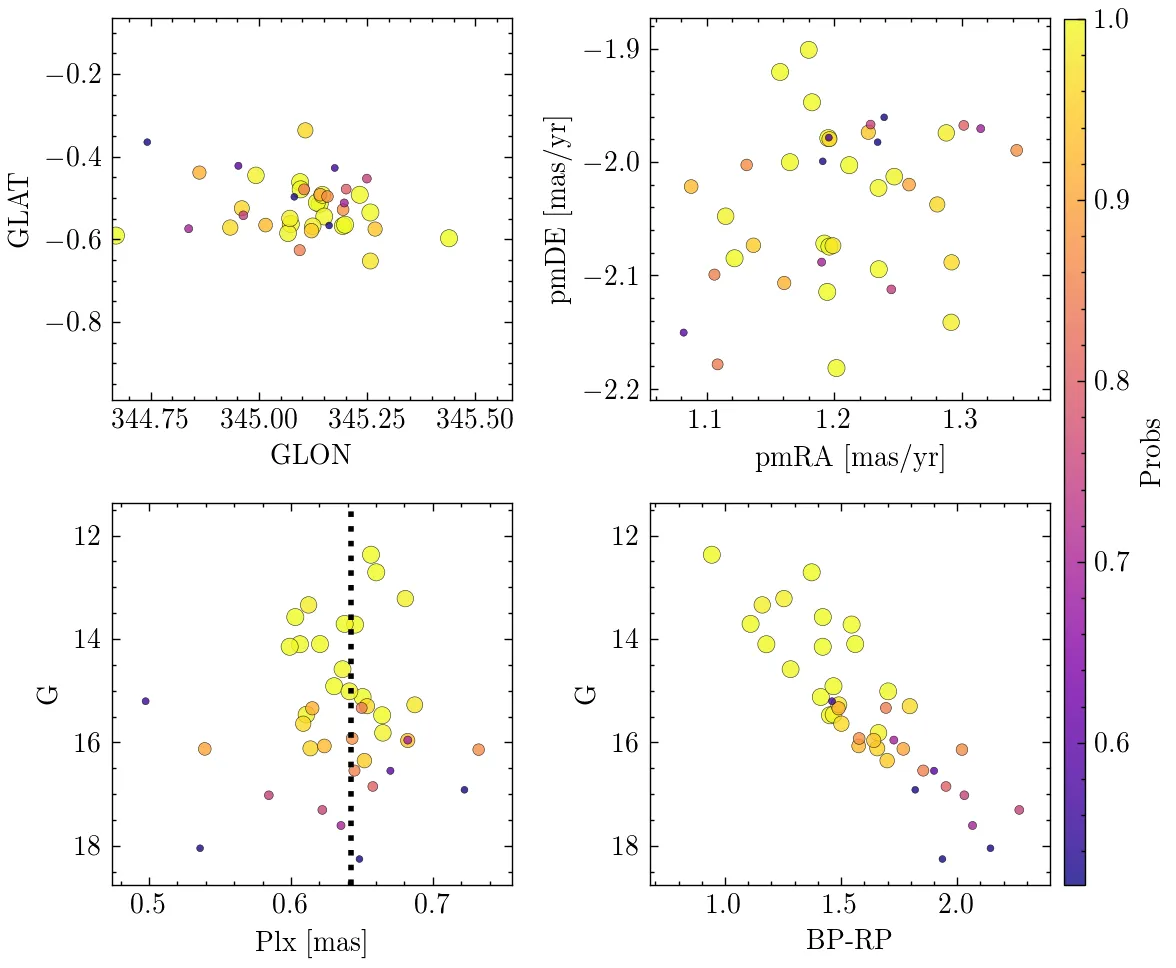 −0.2
−0.4
−0.6
−0.8
GLAT
344.75 345.00 345.25 345.50
GLON
−1.9
−2.0
−2.1
−2.2
pmDE [mas/yr]
1.1 1.2 1.3
pmRA [mas/yr]
12
14
16
18
G
0.5 0.6 0.7
Plx [mas]
12
14
16
18
G
1.0 1.5 2.0
BP-RP
1.0
0.9
0.8
0.7
0.6
Probs